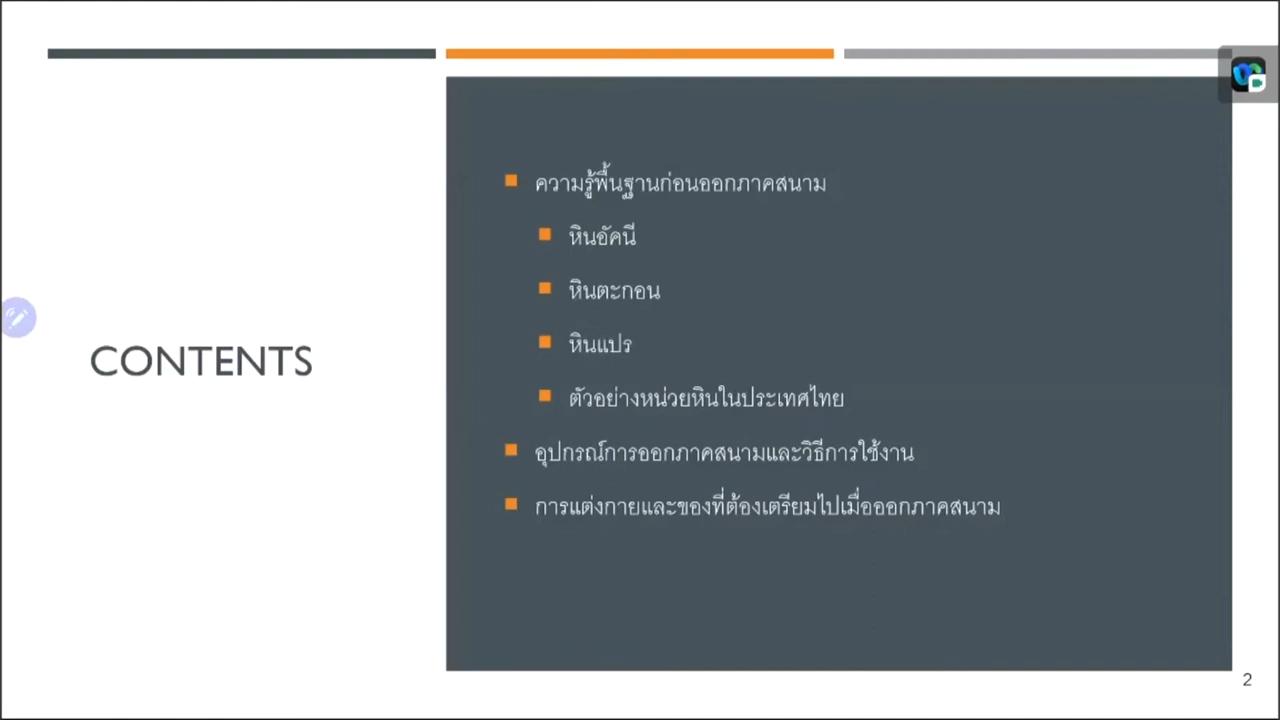 CONTENTS
ความรู้พื้นฐานก่อนออกภาคสนาม
หินอัคนี
หินตะกอน
หินแปร
ตัวอย่างหน่วยหินในประเทศไทย
อุปกรณ์การออกภาคสนามและวิธีการใช้งาน
การแต่งกายและของที่ต้องเตรียมไปเมื่อออกภาคสนาม
2